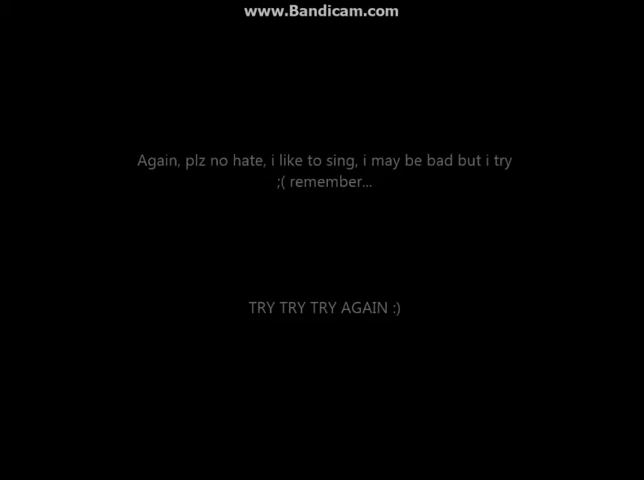 www.Bandicam.com
Again, plz no hate, i like to sing, i may be bad but i try
;( remember...
TRY TRY TRY AGAIN :)